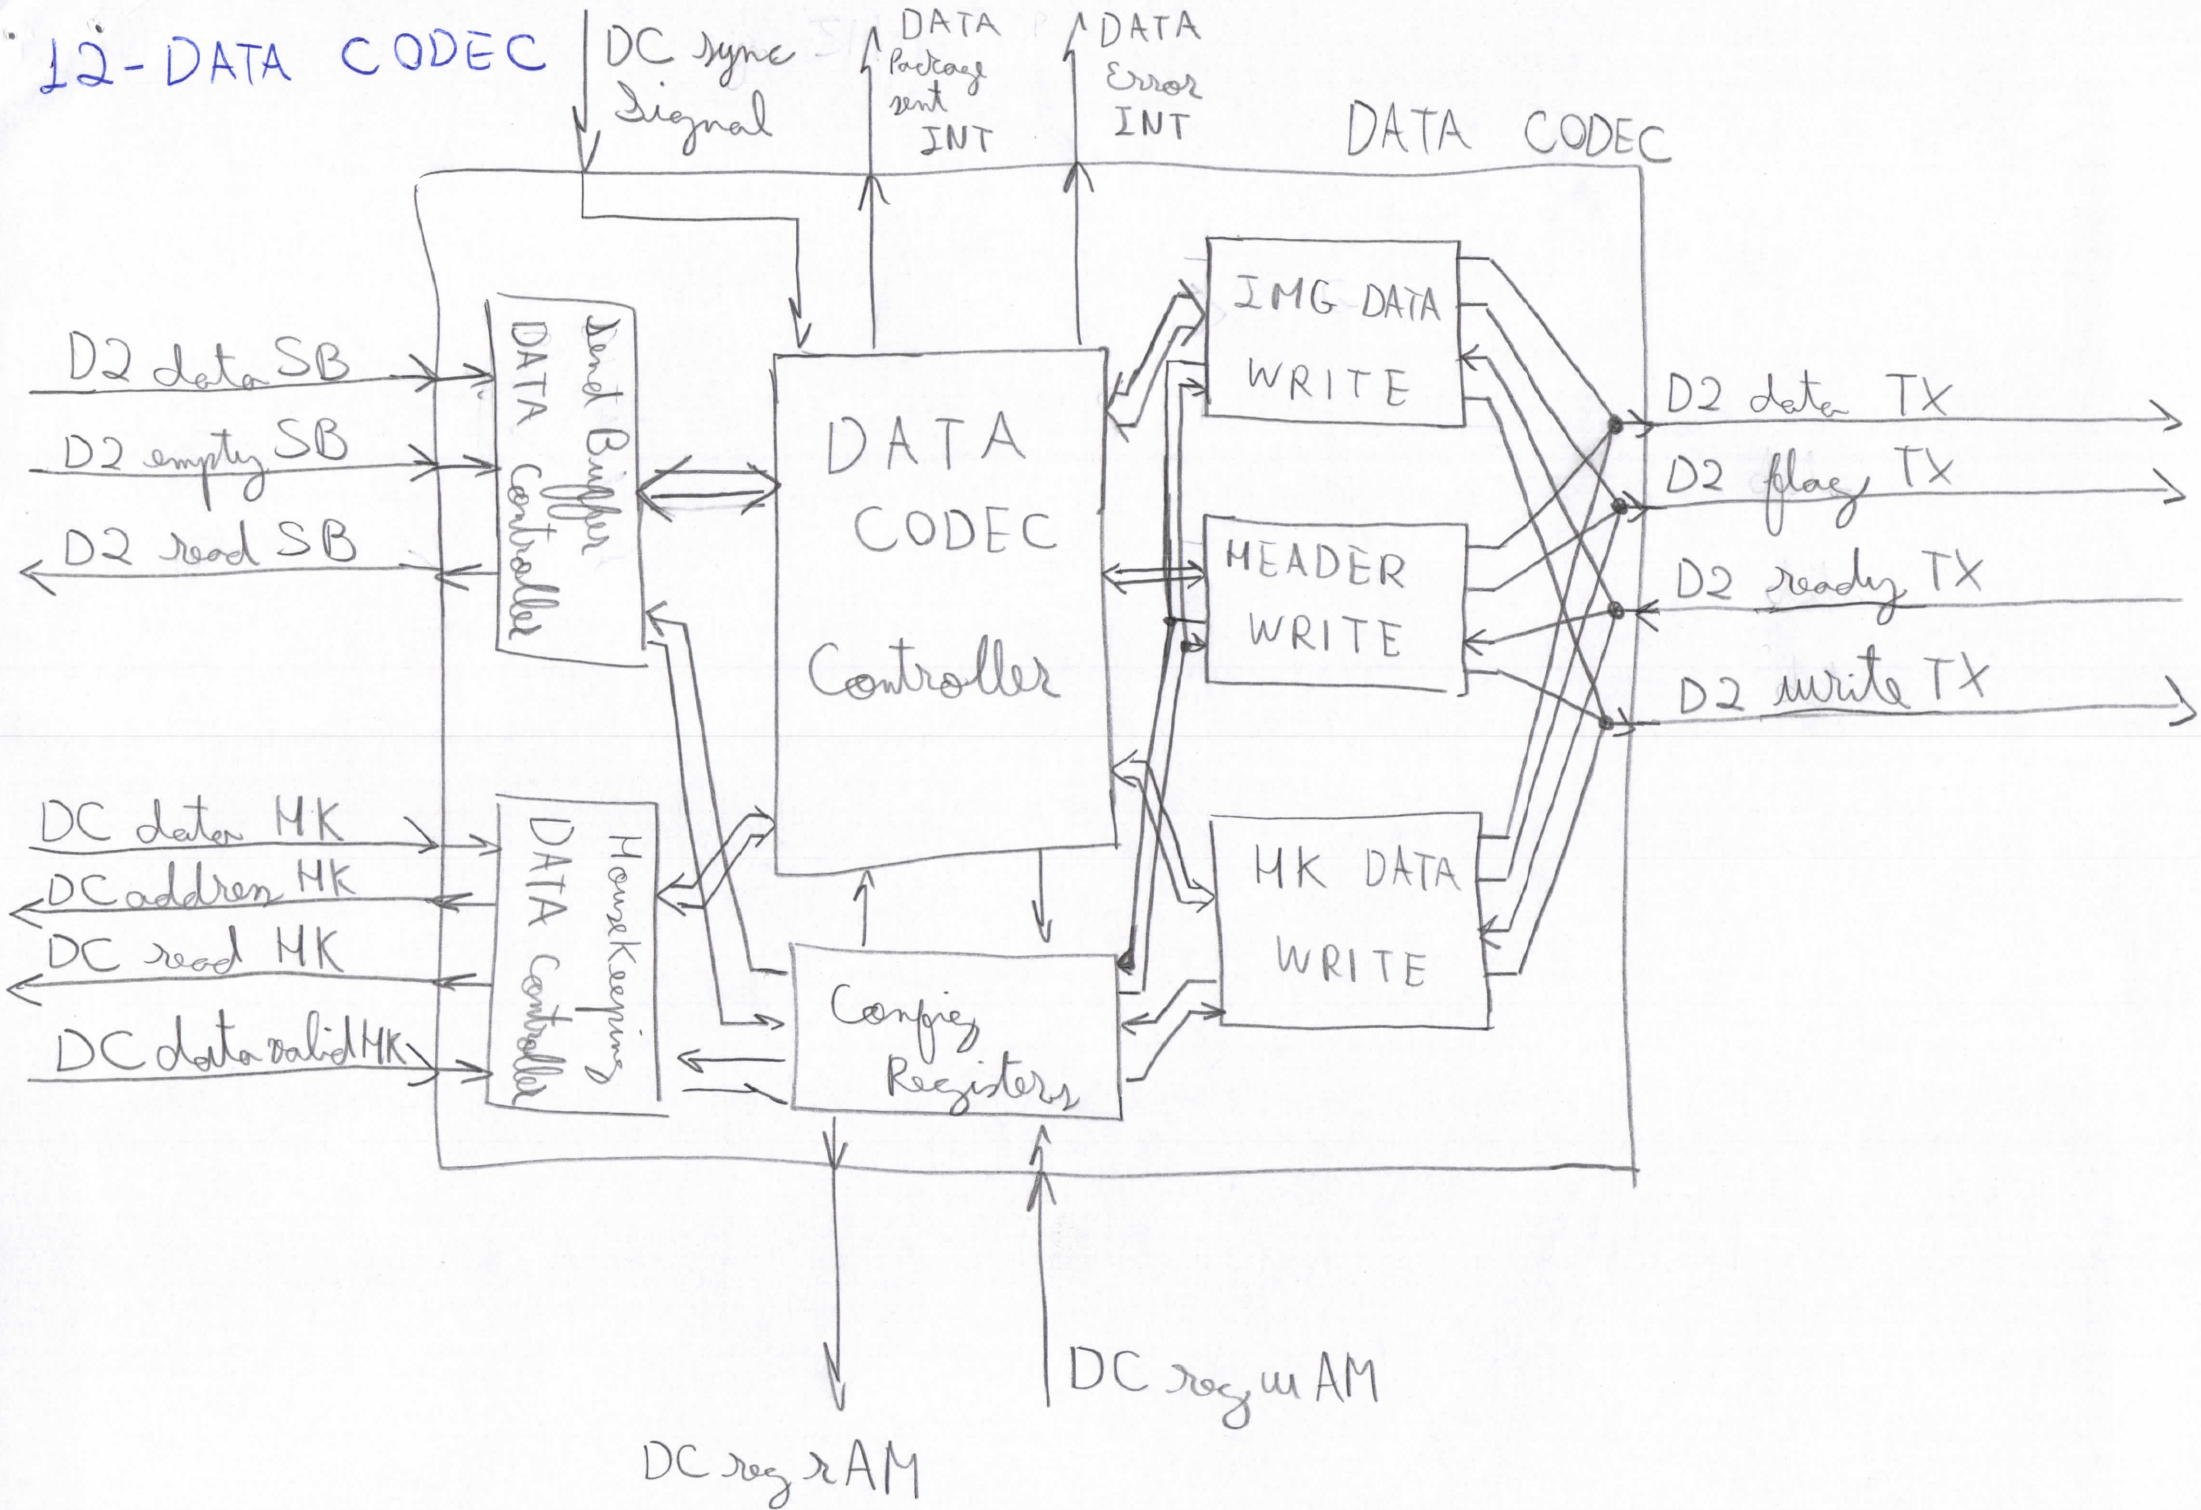 12-DATA CODEC
DC sync
Signal
DATA
Package
sent
INT
DATA
Error
INT
DATA CODEC
D2 data SB
D2 empty SB
D2 read SB
Send Buffer
DATA Controller
DATA
CODEC
Controller
IMG DATA
WRITE
HEADER
WRITE
HK DATA
WRITE
D2 data TX
D2 flag TX
D2 ready TX
D2 write TX
DC data HK
DC address HK
DC read HK
DC data valid HK
HouseKeeping
DATA Controller
Config
Registers
DC reg w AM
DC reg r AM